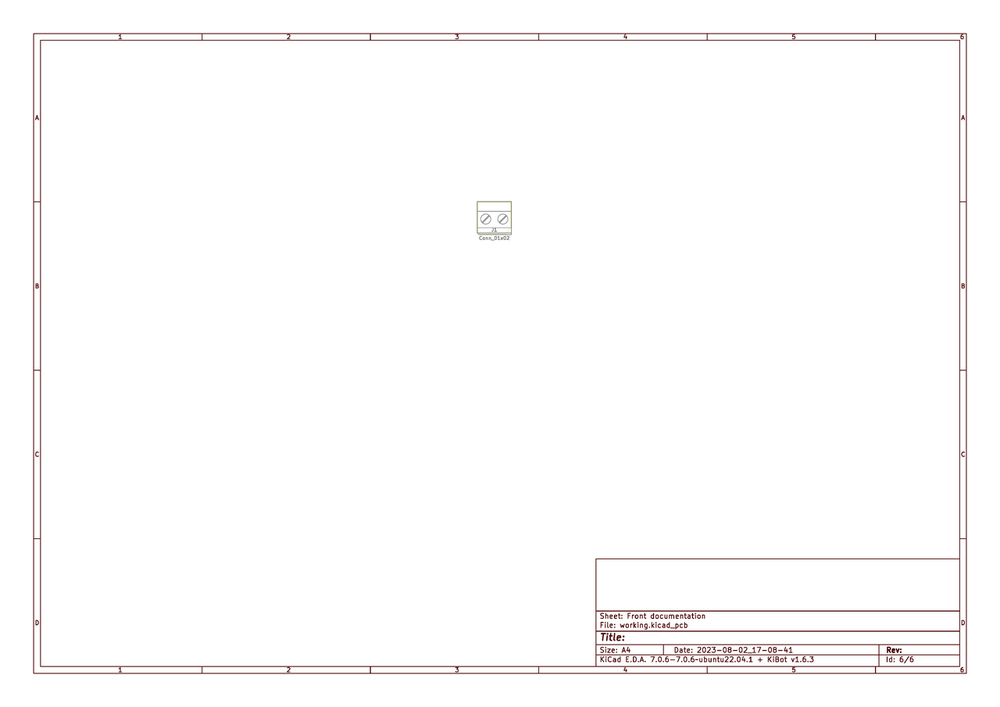 1 2 3 4 5 6
A A
J1
Conn_01x02
B B
C C
Sheet: Front documentation
File: working.kicad_pcb
D D
Title:
Size: A4 Date: 2023-08-02_17-08-41 Rev:
KiCad E.D.A. 7.0.6-7.0.6~ubuntu22.04.1 + KiBot v1.6.3 Id: 6/6
1 2 3 4 5 6